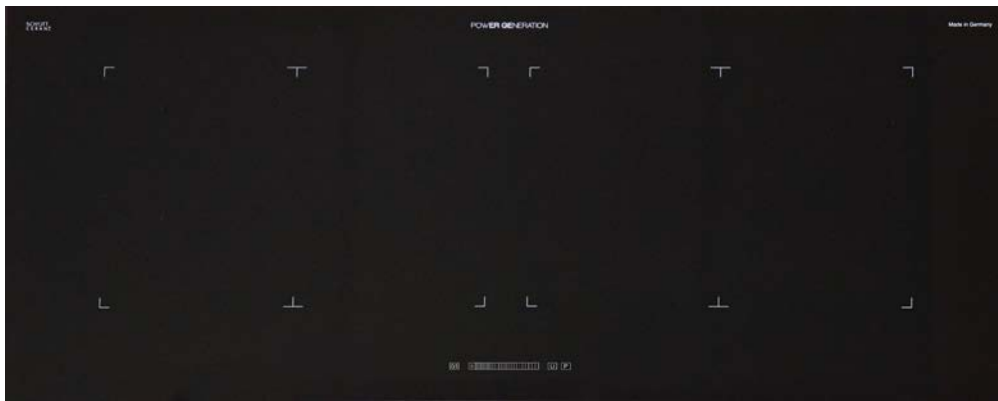 SCHOTT
CERAN®
POWER GENERATION
Made in Germany
P